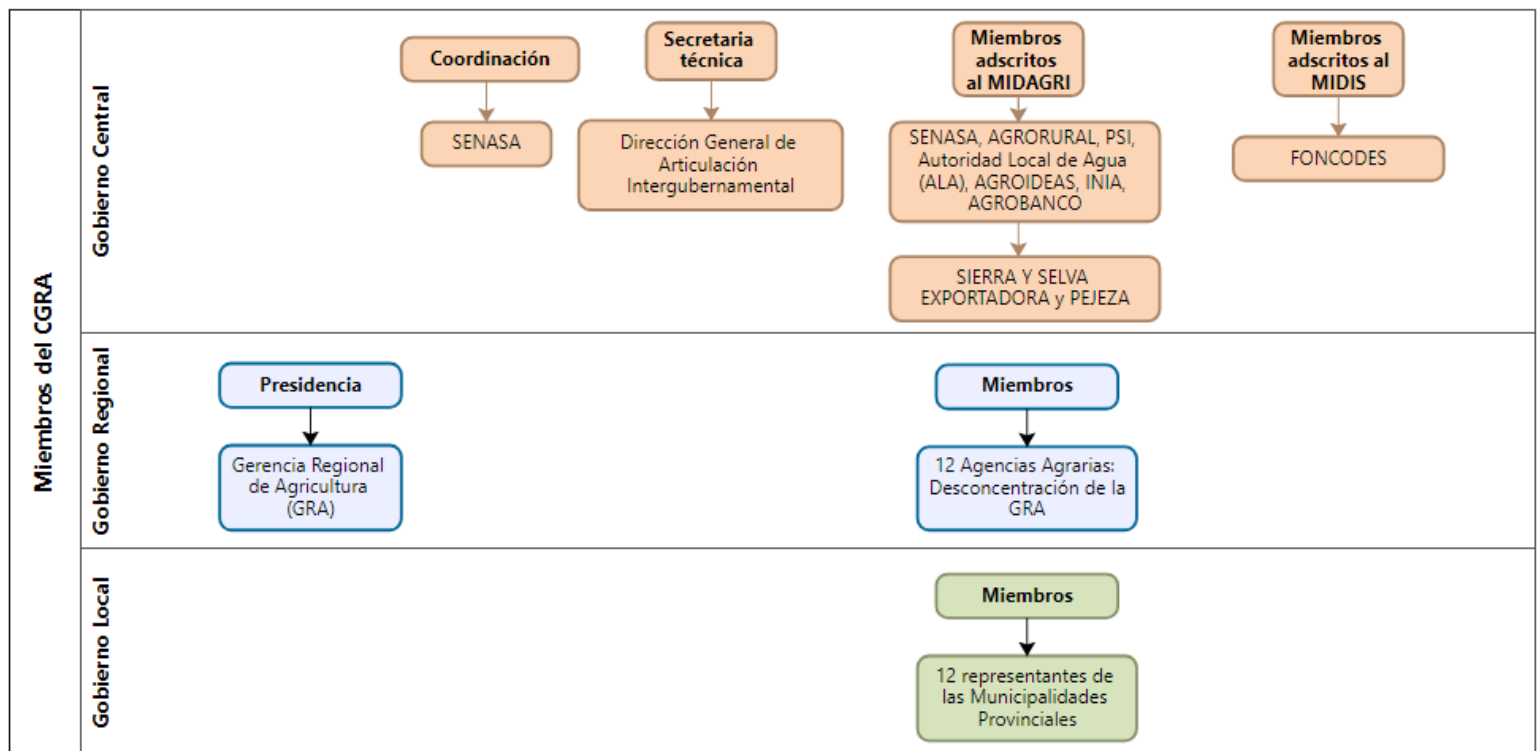 Miembros del CGRA
Gobierno Central
Coordinación
SENASA
Secretaria
técnica
Dirección General de
Articulación
Intergubernamental
Miembros
adscritos
al MIDAGRI
SENASA, AGRORURAL, PSI,
Autoridad Local de Agua
(ALA), AGROIDEAS, INIA,
AGROBANCO
SIERRA Y SELVA
EXPORTADORA y PEJEZA
Miembros
adscritos al
MIDIS
FONCODES
Gobierno Regional
Presidencia
Gerencia Regional
de Agricultura
(GRA)
Miembros
12 Agencias Agrarias:
Desconcentración de la
GRA
Gobierno Local
Miembros
12 representantes de
las Municipalidades
Provinciales